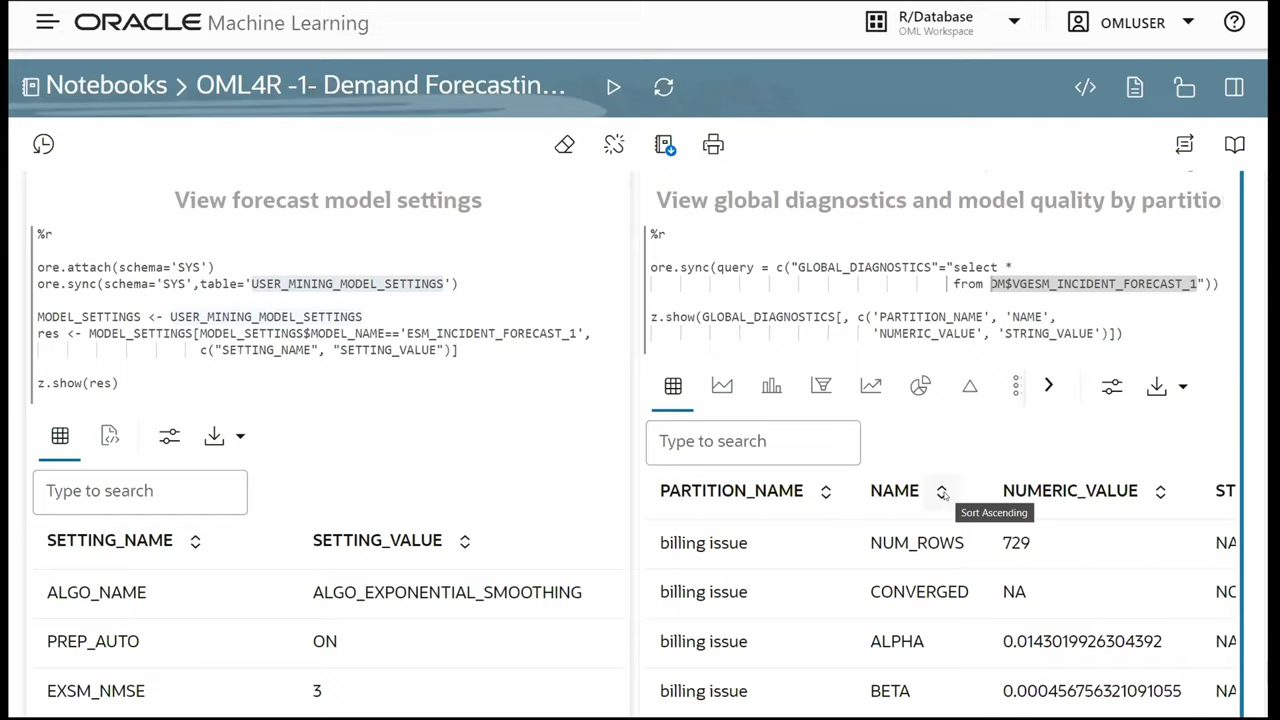 ORACLE Machine Learning
R/Database
OML Workspace
OMLUSER
Notebooks > OML4R -1- Demand Forecastin...
View forecast model settings
%r
ore.attach(schema='SYS')
ore.sync(schema='SYS',table='USER_MINING_MODEL_SETTINGS')
MODEL_SETTINGS <- USER_MINING_MODEL_SETTINGS
res <- MODEL_SETTINGS[MODEL_SETTINGS$MODEL_NAME=='ESM_INCIDENT_FORECAST_1',
c("SETTING_NAME", "SETTING_VALUE")]
z.show(res)
Type to search
SETTING_NAME SETTING_VALUE
ALGO_NAME ALGO_EXPONENTIAL_SMOOTHING
PREP_AUTO ON
EXSM_NMSE 3
View global diagnostics and model quality by partitio
%r
ore.sync(query = c("GLOBAL_DIAGNOSTICS"="select *
from DM$VGESM_INCIDENT_FORECAST_1"))
z.show(GLOBAL_DIAGNOSTICS[, c('PARTITION_NAME', 'NAME',
'NUMERIC_VALUE', 'STRING_VALUE')])
Type to search
PARTITION_NAME NAME NUMERIC_VALUE ST
Sort Ascending
billing issue NUM_ROWS 729 NA
billing issue CONVERGED NA NO
billing issue ALPHA 0.0143019926304392 NA
billing issue BETA 0.000456756321091055 NA